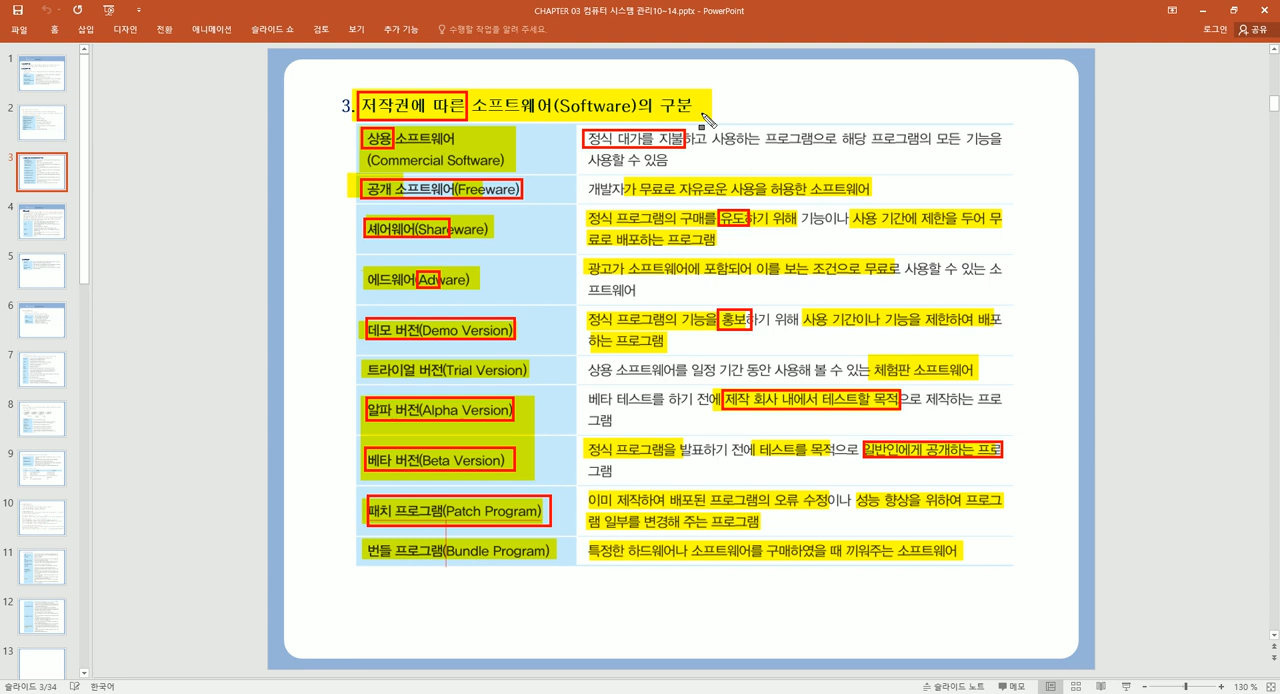 CHAPTER 03 컴퓨터 시스템 관리10~14.pptx - PowerPoint
파일 홈 삽입 디자인 전환 애니메이션 슬라이드 쇼 검토 보기 추가 기능 수행할 작업을 알려 주세요. 로그인 공유
1
2
3
4
5
6
7
8
9
10
11
12
13
3. 저작권에 따른 소프트웨어(Software)의 구분
상용 소프트웨어
(Commercial Software)
정식 대가를 지불하고 사용하는 프로그램으로 해당 프로그램의 모든 기능을
사용할 수 있음
공개 소프트웨어(Freeware)
개발자가 무료로 자유로운 사용을 허용한 소프트웨어
셰어웨어(Shareware)
정식 프로그램의 구매를 유도하기 위해 기능이나 사용 기간에 제한을 두어 무
료로 배포하는 프로그램
에드웨어(Adware)
광고가 소프트웨어에 포함되어 이를 보는 조건으로 무료로 사용할 수 있는 소
프트웨어
데모 버전(Demo Version)
정식 프로그램의 기능을 홍보하기 위해 사용 기간이나 기능을 제한하여 배포
하는 프로그램
트라이얼 버전(Trial Version)
상용 소프트웨어를 일정 기간 동안 사용해 볼 수 있는 체험판 소프트웨어
알파 버전(Alpha Version)
베타 테스트를 하기 전에 제작 회사 내에서 테스트할 목적으로 제작하는 프로
그램
베타 버전(Beta Version)
정식 프로그램을 발표하기 전에 테스트를 목적으로 일반인에게 공개하는 프로
그램
패치 프로그램(Patch Program)
이미 제작하여 배포된 프로그램의 오류 수정이나 성능 향상을 위하여 프로그
램 일부를 변경해 주는 프로그램
번들 프로그램(Bundle Program)
특정한 하드웨어나 소프트웨어를 구매하였을 때 끼워주는 소프트웨어
슬라이드 3/34 한국어 슬라이드 노트 메모 130 %